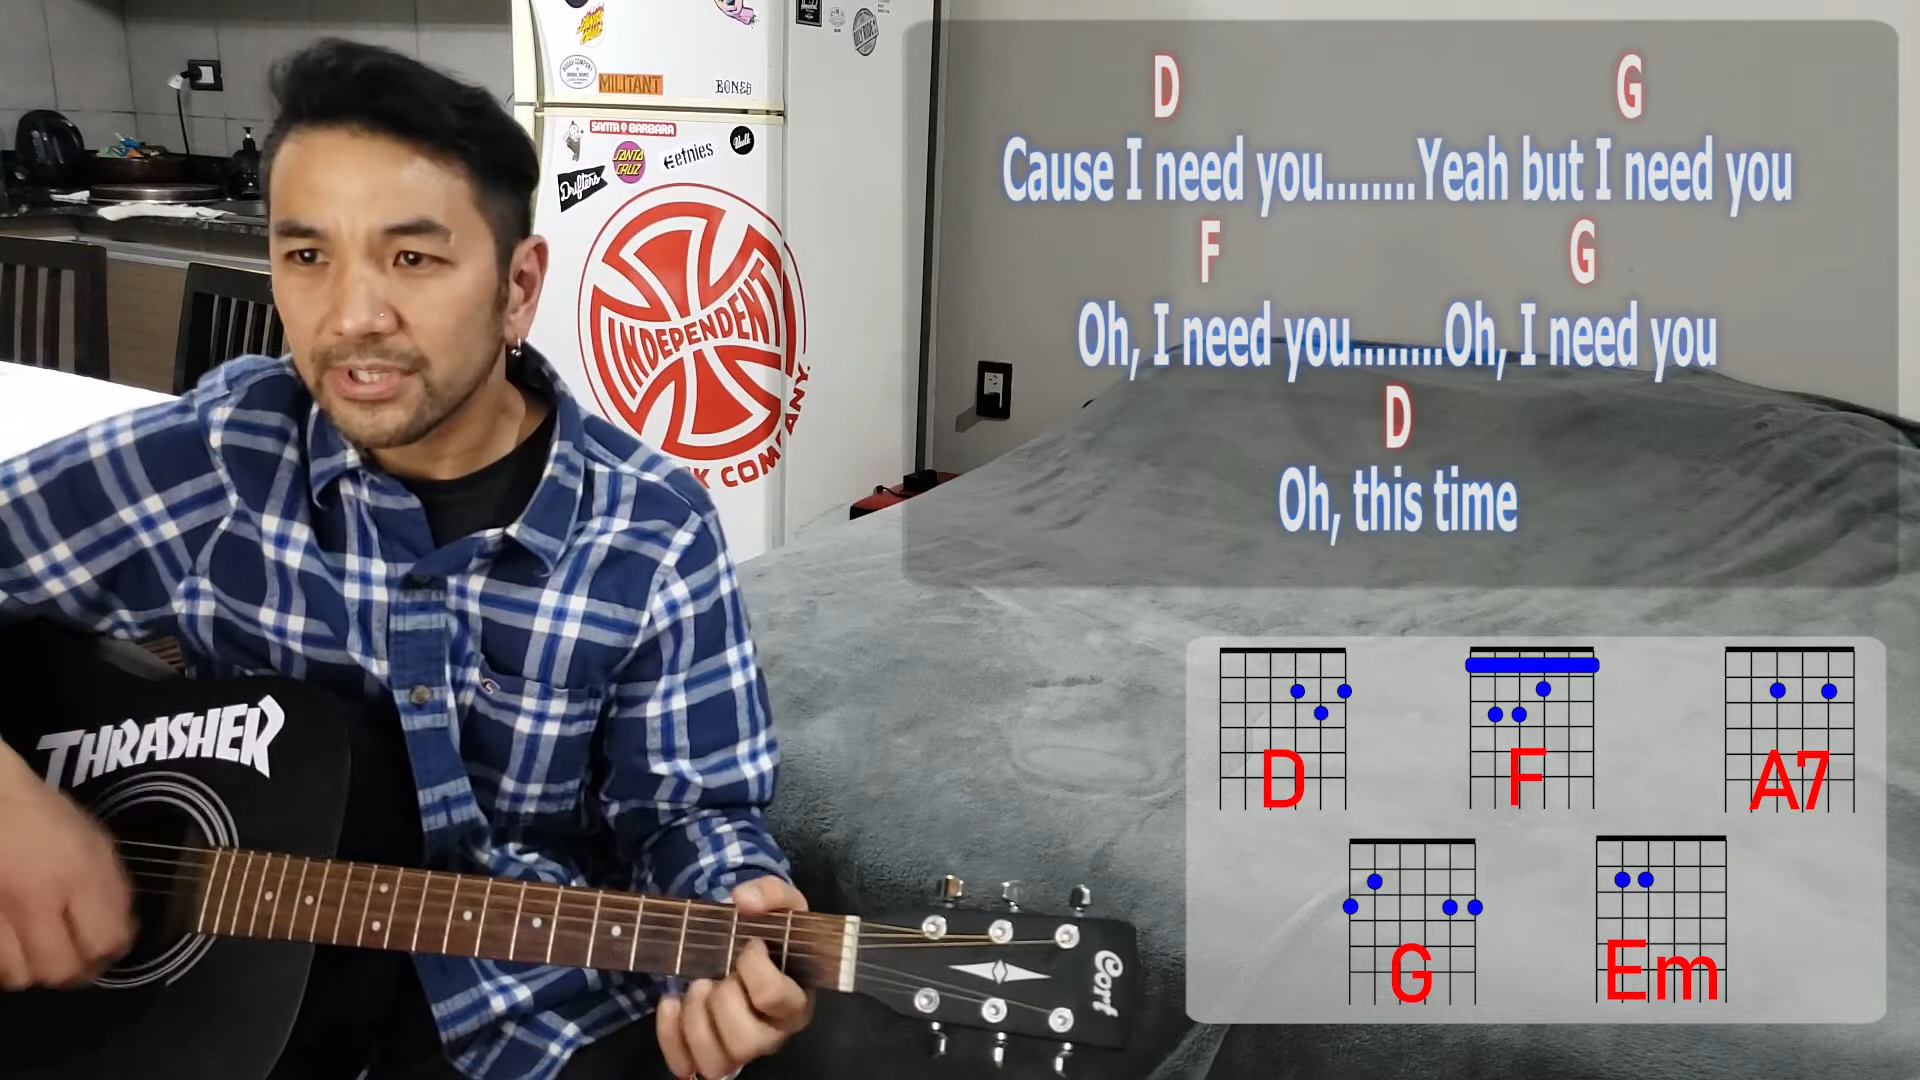 MILITANT
BONES
SANTA BARBARA
SANTA
CRUZ
etnies
Drifters
INDEPENDENT
K COMPANY.
THRASHER
Cort
D G
Cause I need you........Yeah but I need you
F G
Oh, I need you........Oh, I need you
D
Oh, this time
D F A7
G Em